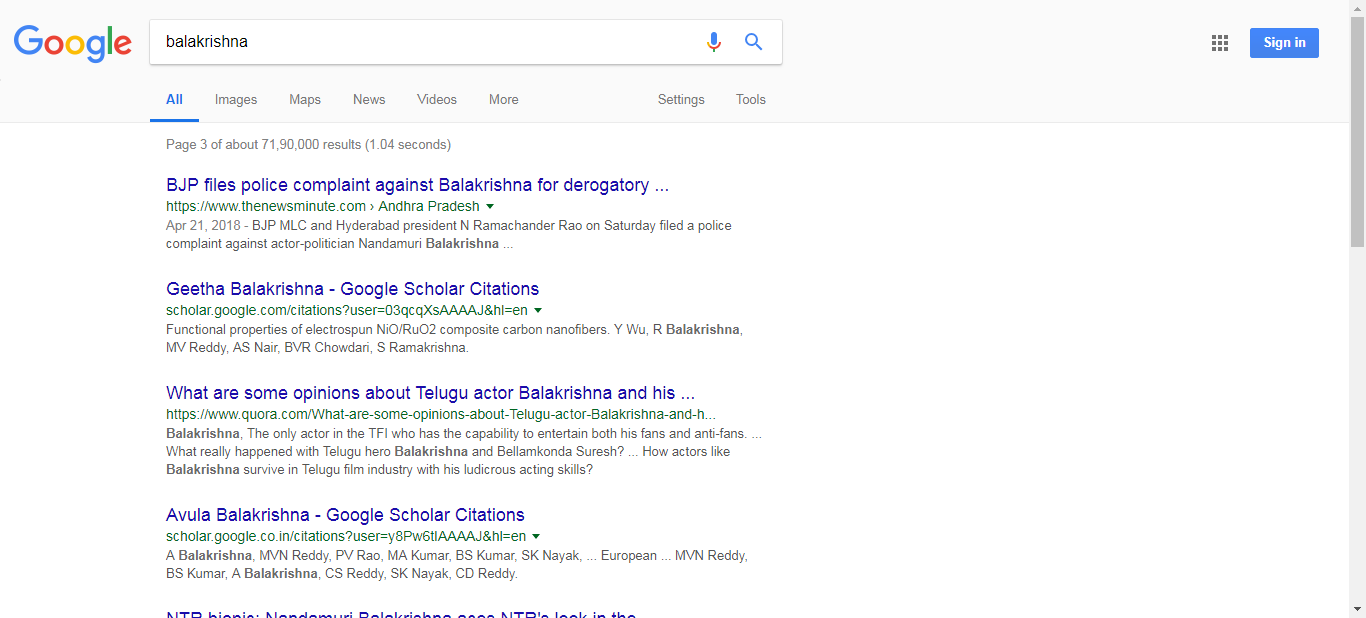 Google
balakrishna
Sign in
All Images Maps News Videos More Settings Tools
Page 3 of about 71,90,000 results (1.04 seconds)
BJP files police complaint against Balakrishna for derogatory ...
https://www.thenewsminute.com › Andhra Pradesh
Apr 21, 2018 - BJP MLC and Hyderabad president N Ramachander Rao on Saturday filed a police
complaint against actor-politician Nandamuri Balakrishna ...
Geetha Balakrishna - Google Scholar Citations
scholar.google.com/citations?user=03qcqXsAAAAJ&hl=en
Functional properties of electrospun NiO/RuO2 composite carbon nanofibers. Y Wu, R Balakrishna,
MV Reddy, AS Nair, BVR Chowdari, S Ramakrishna.
What are some opinions about Telugu actor Balakrishna and his ...
https://www.quora.com/What-are-some-opinions-about-Telugu-actor-Balakrishna-and-h...
Balakrishna, The only actor in the TFI who has the capability to entertain both his fans and anti-fans. ...
What really happened with Telugu hero Balakrishna and Bellamkonda Suresh? ... How actors like
Balakrishna survive in Telugu film industry with his ludicrous acting skills?
Avula Balakrishna - Google Scholar Citations
scholar.google.co.in/citations?user=y8Pw6tIAAAAJ&hl=en
A Balakrishna, MVN Reddy, PV Rao, MA Kumar, BS Kumar, SK Nayak, ... European ... MVN Reddy,
BS Kumar, A Balakrishna, CS Reddy, SK Nayak, CD Reddy.
NTR biopic: Nandamuri Balakrishna aces NTR's look in the